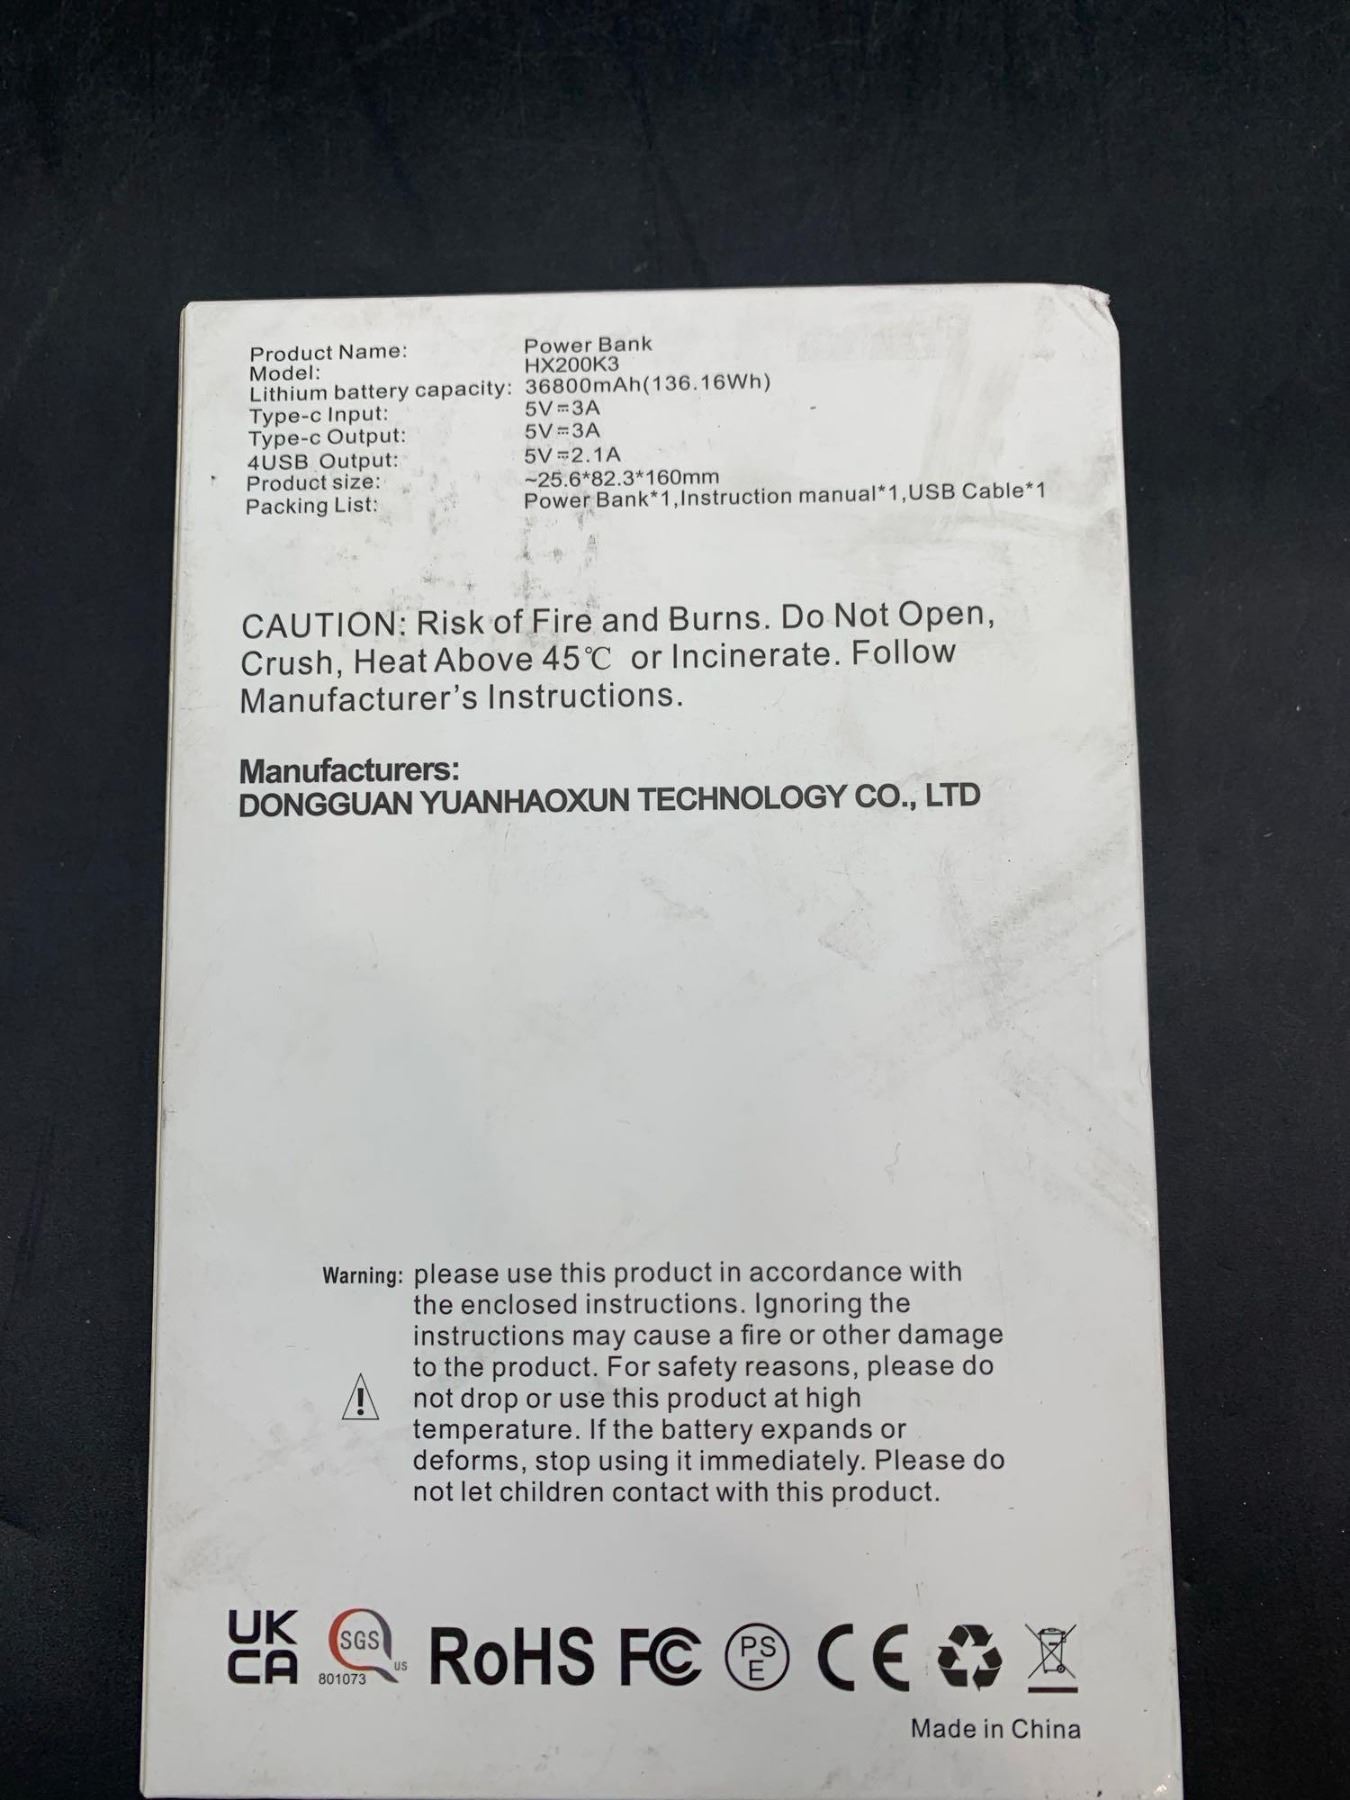 Product Name: Power Bank
Model: HX200K3
Lithium battery capacity: 36800mAh(136.16Wh)
Type-c Input: 5V⎓3A
Type-c Output: 5V⎓3A
4USB Output: 5V⎓2.1A
Product size: ~25.6*82.3*160mm
Packing List: Power Bank*1,Instruction manual*1,USB Cable*1
CAUTION: Risk of Fire and Burns. Do Not Open,
Crush, Heat Above 45℃ or Incinerate. Follow
Manufacturer's Instructions.
Manufacturers:
DONGGUAN YUANHAOXUN TECHNOLOGY CO., LTD
Warning: please use this product in accordance with
the enclosed instructions. Ignoring the
instructions may cause a fire or other damage
to the product. For safety reasons, please do
not drop or use this product at high
temperature. If the battery expands or
deforms, stop using it immediately. Please do
not let children contact with this product.
UK
CA
SGS
801073
US
RoHS
FC
PS
E
CE
Made in China